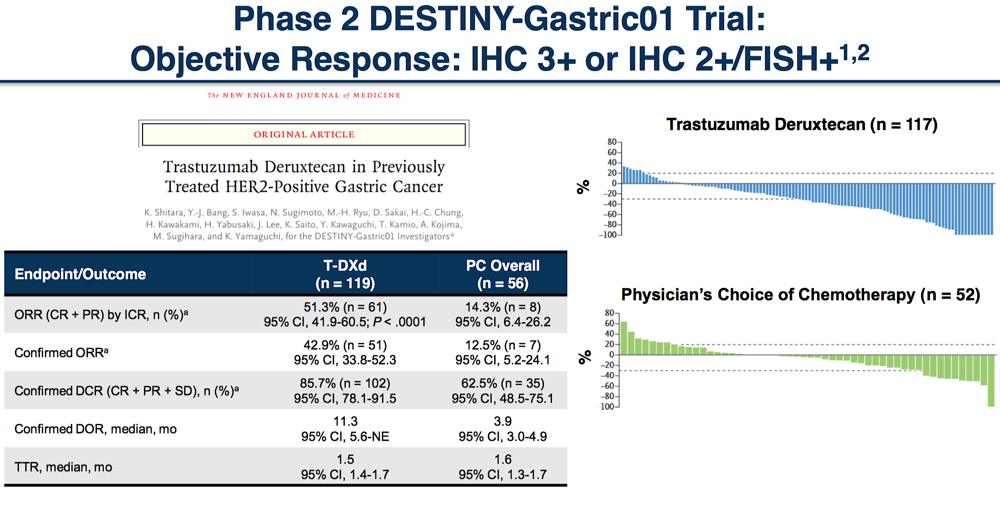 Phase 2 DESTINY-Gastric01 Trial:
Objective Response: IHC 3+ or IHC 2+/FISH+1,2
The NEW ENGLAND JOURNAL of MEDICINE
ORIGINAL ARTICLE
Trastuzumab Deruxtecan in Previously
Treated HER2-Positive Gastric Cancer
K. Shitara, Y.-J. Bang, S. Iwasa, N. Sugimoto, M.-H. Ryu, D. Sakai, H.-C. Chung,
H. Kawakami, H. Yabusaki, J. Lee, K. Saito, Y. Kawaguchi, T. Kamio, A. Kojima,
M. Sugihara, and K. Yamaguchi, for the DESTINY-Gastric01 Investigators*
Endpoint/Outcome
T-DXd
(n = 119)
PC Overall
(n = 56)
ORR (CR + PR) by ICR, n (%)a
51.3% (n = 61)
95% CI, 41.9-60.5; P < .0001
14.3% (n = 8)
95% CI, 6.4-26.2
Confirmed ORRa
42.9% (n = 51)
95% CI, 33.8-52.3
12.5% (n = 7)
95% CI, 5.2-24.1
Confirmed DCR (CR + PR + SD), n (%)a
85.7% (n = 102)
95% CI, 78.1-91.5
62.5% (n = 35)
95% CI, 48.5-75.1
Confirmed DOR, median, mo
11.3
95% CI, 5.6-NE
3.9
95% CI, 3.0-4.9
TTR, median, mo
1.5
95% CI, 1.4-1.7
1.6
95% CI, 1.3-1.7
Trastuzumab Deruxtecan (n = 117)
%
80
60
40
20
0
–20
–40
–60
–80
–100
Physician’s Choice of Chemotherapy (n = 52)
%
80
60
40
20
0
–20
–40
–60
–80
100